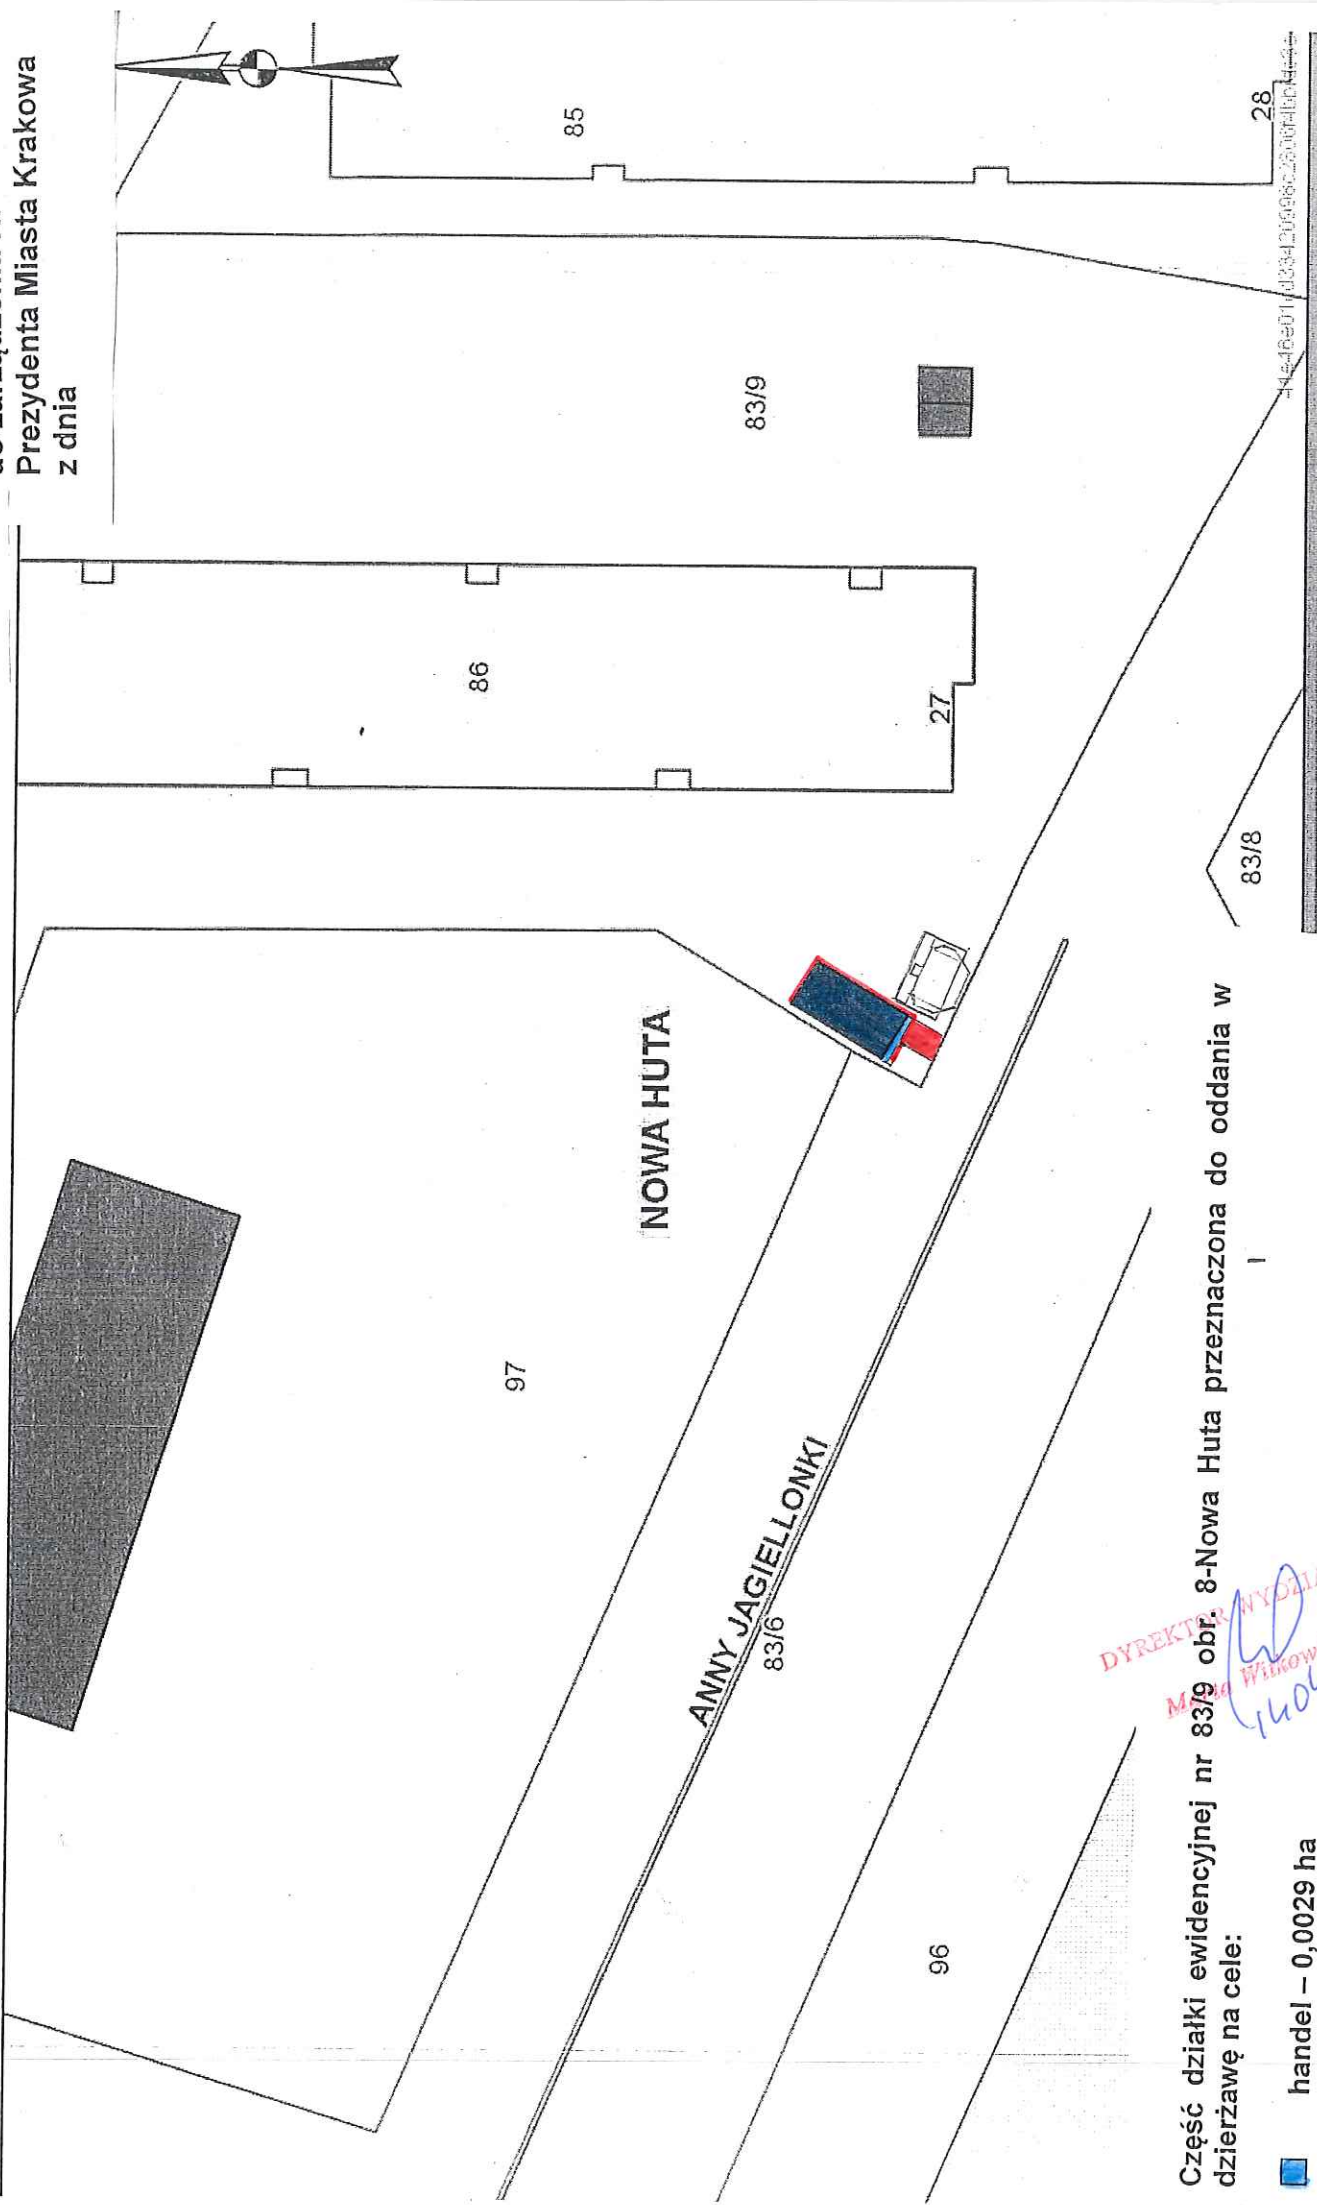 Prezydenta Miasta Krakowa
z dnia
85
28
83/9
86
27
83/8
NOWA HUTA
97
ANNY JAGIELLONKI
83/6
96
Część działki ewidencyjnej nr 83/9 obr. 8-Nowa Huta przeznaczona do oddania w
dzierżawę na cele:
handel – 0,0029 ha
DYREKTOR